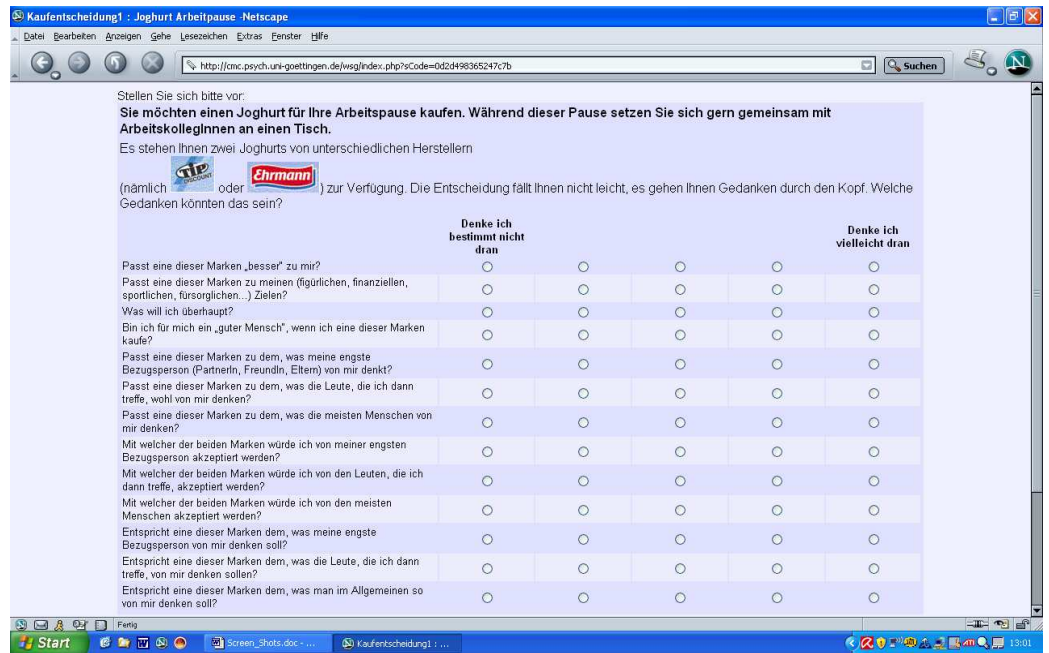 Kaufentscheidung1 : Joghurt Arbeitpause -Netscape
Datei Bearbeiten Anzeigen Gehe Lesezeichen Extras Fenster Hilfe
http://cmc.psych.uni-goettingen.de/wsg/index.php?sCode=0d2d498365247c7b
Suchen
N
Stellen Sie sich bitte vor:
Sie möchten einen Joghurt für Ihre Arbeitspause kaufen. Während dieser Pause setzen Sie sich gern gemeinsam mit
ArbeitskollegInnen an einen Tisch.
Es stehen Ihnen zwei Joghurts von unterschiedlichen Herstellern
(nämlich TiP DISCOUNT oder Ehrmann ) zur Verfügung. Die Entscheidung fällt Ihnen nicht leicht, es gehen Ihnen Gedanken durch den Kopf. Welche
Gedanken könnten das sein?
Denke ich
bestimmt nicht
dran
Denke ich
vielleicht dran
Passt eine dieser Marken „besser" zu mir?
Passt eine dieser Marken zu meinen (figürlichen, finanziellen,
sportlichen, fürsorglichen...) Zielen?
Was will ich überhaupt?
Bin ich für mich ein „guter Mensch", wenn ich eine dieser Marken
kaufe?
Passt eine dieser Marken zu dem, was meine engste
Bezugsperson (PartnerIn, FreundIn, Eltern) von mir denkt?
Passt eine dieser Marken zu dem, was die Leute, die ich dann
treffe, wohl von mir denken?
Passt eine dieser Marken zu dem, was die meisten Menschen von
mir denken?
Mit welcher der beiden Marken würde ich von meiner engsten
Bezugsperson akzeptiert werden?
Mit welcher der beiden Marken würde ich von den Leuten, die ich
dann treffe, akzeptiert werden?
Mit welcher der beiden Marken würde ich von den meisten
Menschen akzeptiert werden?
Entspricht eine dieser Marken dem, was meine engste
Bezugsperson von mir denken soll?
Entspricht eine dieser Marken dem, was die Leute, die ich dann
treffe, von mir denken sollen?
Entspricht eine dieser Marken dem, was man im Allgemeinen so
von mir denken soll?
Fertig
Start
Screen_Shots.doc - ...
Kaufentscheidung1 : ...
13:01